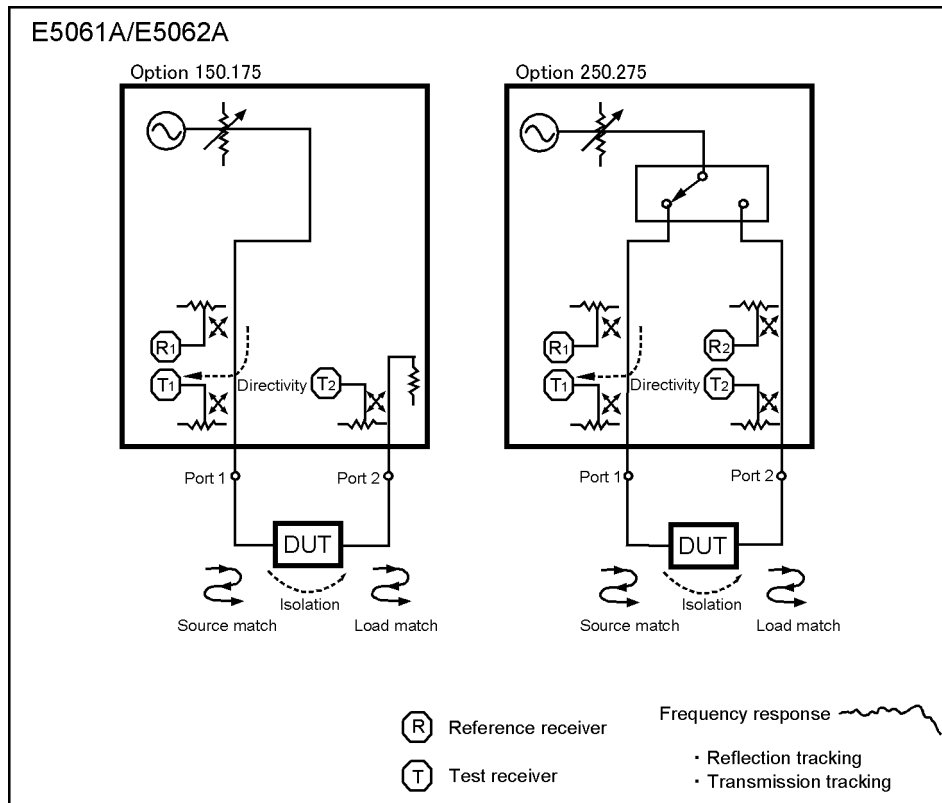 E5061A/E5062A
Option 150.175
R1
T1
Directivity
T2
Port 1
Port 2
DUT
Isolation
Source match
Load match
Option 250.275
R1
R2
T1
Directivity
T2
Port 1
Port 2
DUT
Isolation
Source match
Load match
R Reference receiver
T Test receiver
Frequency response
· Reflection tracking
· Transmission tracking